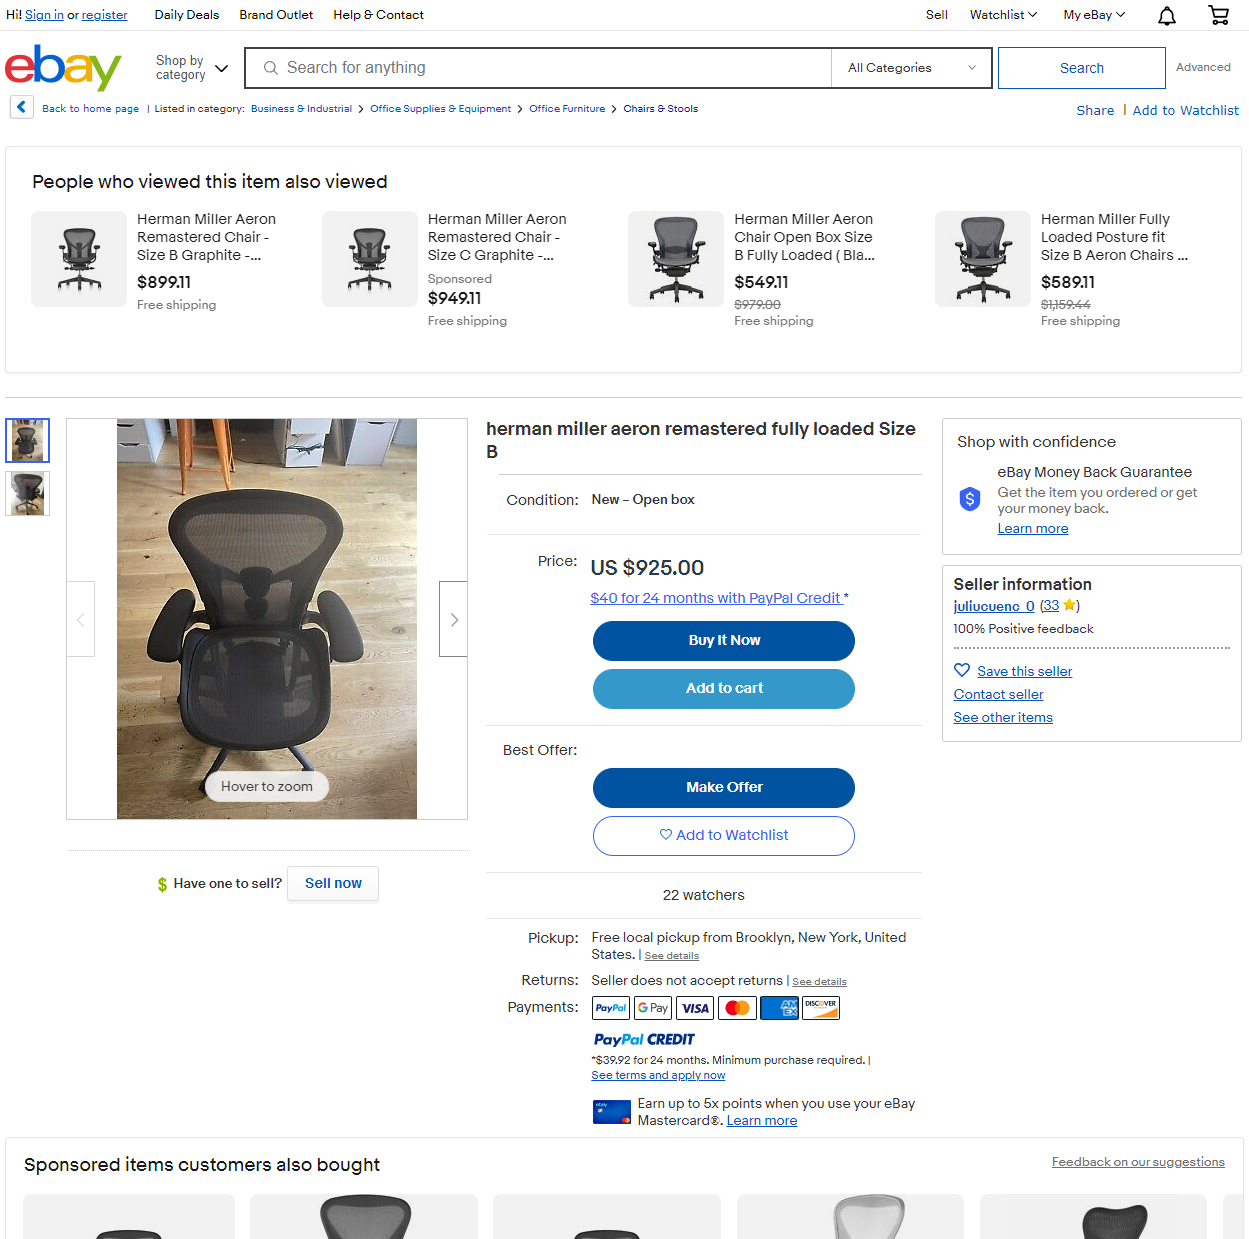 Hi! Sign in or register Daily Deals Brand Outlet Help & Contact Sell Watchlist My eBay
ebay Shop by category Search for anything All Categories Search Advanced
Back to home page | Listed in category: Business & Industrial > Office Supplies & Equipment > Office Furniture > Chairs & Stools Share | Add to Watchlist
People who viewed this item also viewed
Herman Miller Aeron
Remastered Chair -
Size B Graphite -...
$899.11
Free shipping
Herman Miller Aeron
Remastered Chair -
Size C Graphite -...
Sponsored
$949.11
Free shipping
Herman Miller Aeron
Chair Open Box Size
B Fully Loaded ( Bla...
$549.11
$979.00
Free shipping
Herman Miller Fully
Loaded Posture fit
Size B Aeron Chairs ...
$589.11
$1,159.44
Free shipping
Hover to zoom
$ Have one to sell? Sell now
herman miller aeron remastered fully loaded Size
B
Condition: New – Open box
Price: US $925.00
$40 for 24 months with PayPal Credit *
Buy It Now
Add to cart
Best Offer:
Make Offer
Add to Watchlist
22 watchers
Pickup: Free local pickup from Brooklyn, New York, United
States. | See details
Returns: Seller does not accept returns | See details
Payments: PayPal G Pay VISA AMEX DISCOVER
PayPal CREDIT
*$39.92 for 24 months. Minimum purchase required. |
See terms and apply now
ebay
Earn up to 5x points when you use your eBay
Mastercard®. Learn more
Shop with confidence
eBay Money Back Guarantee
Get the item you ordered or get
your money back.
Learn more
Seller information
juliucuenc_0 (33)
100% Positive feedback
Save this seller
Contact seller
See other items
Sponsored items customers also bought Feedback on our suggestions